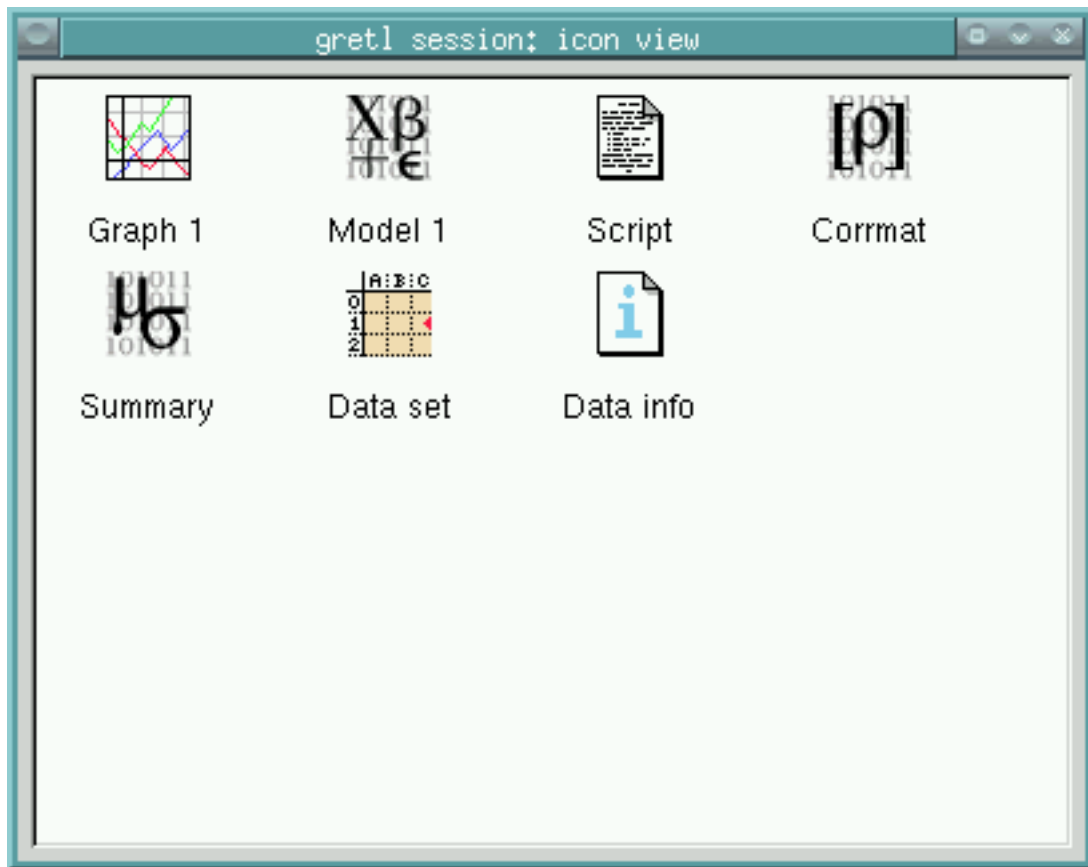 gretl session: icon view
Graph 1
Model 1
Script
Corrmat
Summary
Data set
Data info